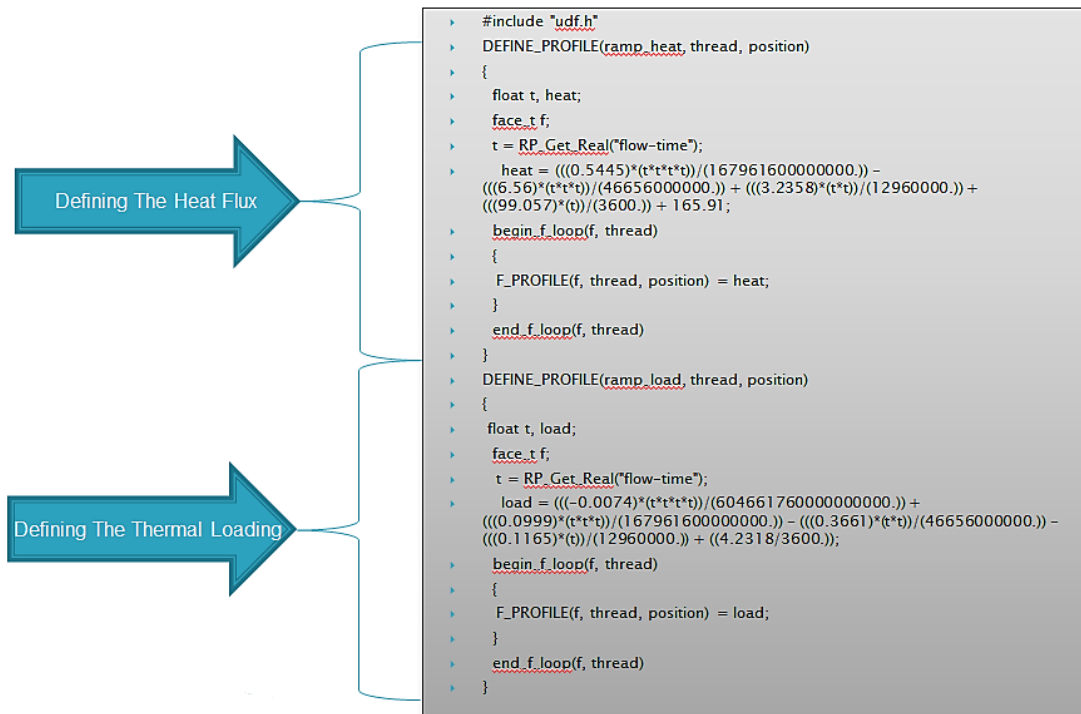 Defining The Heat Flux
Defining The Thermal Loading
#include "udf.h"
DEFINE_PROFILE(ramp_heat, thread, position)
{
float t, heat;
face_t f;
t = RP_Get_Real("flow-time");
heat = (((0.5445)*(t*t*t*t))/(167961600000000.)) –
(((6.56)*(t*t*t))/(46656000000.)) + (((3.2358)*(t*t))/(12960000.)) +
(((99.057)*(t))/(3600.)) + 165.91;
begin_f_loop(f, thread)
{
F_PROFILE(f, thread, position) = heat;
}
end_f_loop(f, thread)
}
DEFINE_PROFILE(ramp_load, thread, position)
{
float t, load;
face_t f;
t = RP_Get_Real("flow-time");
load = (((-0.0074)*(t*t*t*t))/(604661760000000000.)) +
(((0.0999)*(t*t*t))/(167961600000000.)) – (((0.3661)*(t*t))/(46656000000.)) –
(((0.1165)*(t))/(12960000.)) + ((4.2318/3600.));
begin_f_loop(f, thread)
{
F_PROFILE(f, thread, position) = load;
}
end_f_loop(f, thread)
}